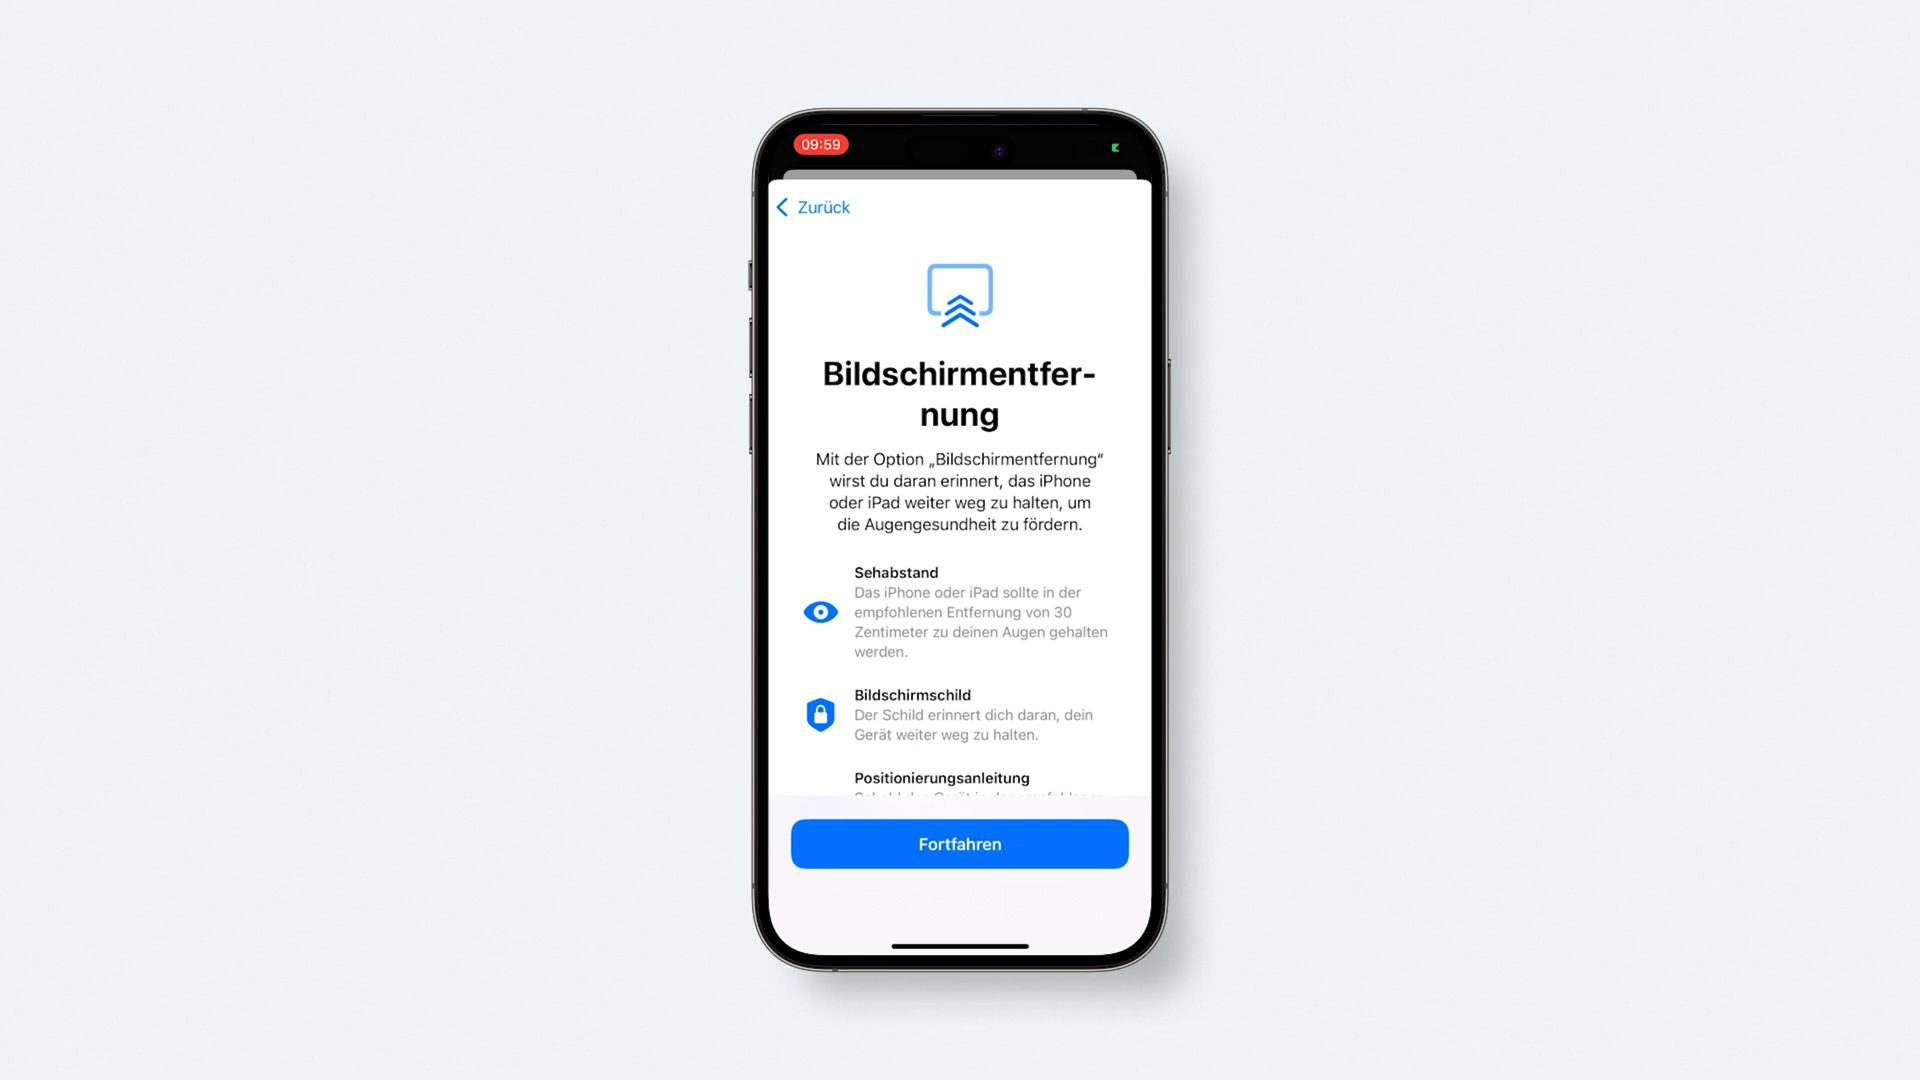 09:59
Zurück
Bildschirmentfer-
nung
Mit der Option „Bildschirmentfernung“
wirst du daran erinnert, das iPhone
oder iPad weiter weg zu halten, um
die Augengesundheit zu fördern.
Sehabstand
Das iPhone oder iPad sollte in der
empfohlenen Entfernung von 30
Zentimeter zu deinen Augen gehalten
werden.
Bildschirmschild
Der Schild erinnert dich daran, dein
Gerät weiter weg zu halten.
Positionierungsanleitung
Fortfahren